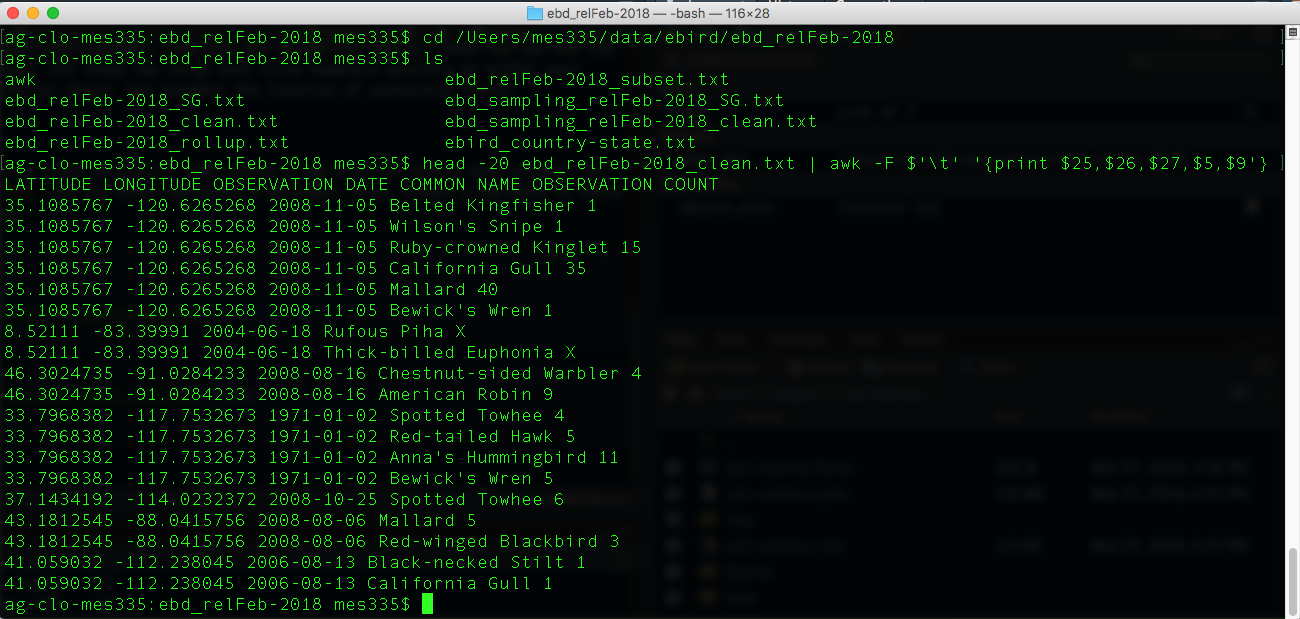 ebd_relFeb-2018 — -bash — 116×28
[ag-clo-mes335:ebd_relFeb-2018 mes335$ cd /Users/mes335/data/ebird/ebd_relFeb-2018 ]
[ag-clo-mes335:ebd_relFeb-2018 mes335$ ls ]
awk ebd_relFeb-2018_subset.txt
ebd_relFeb-2018_SG.txt ebd_sampling_relFeb-2018_SG.txt
ebd_relFeb-2018_clean.txt ebd_sampling_relFeb-2018_clean.txt
ebd_relFeb-2018_rollup.txt ebird_country-state.txt
[ag-clo-mes335:ebd_relFeb-2018 mes335$ head -20 ebd_relFeb-2018_clean.txt | awk -F $'\t' '{print $25,$26,$27,$5,$9'} ]
LATITUDE LONGITUDE OBSERVATION DATE COMMON NAME OBSERVATION COUNT
35.1085767 -120.6265268 2008-11-05 Belted Kingfisher 1
35.1085767 -120.6265268 2008-11-05 Wilson's Snipe 1
35.1085767 -120.6265268 2008-11-05 Ruby-crowned Kinglet 15
35.1085767 -120.6265268 2008-11-05 California Gull 35
35.1085767 -120.6265268 2008-11-05 Mallard 40
35.1085767 -120.6265268 2008-11-05 Bewick's Wren 1
8.52111 -83.39991 2004-06-18 Rufous Piha X
8.52111 -83.39991 2004-06-18 Thick-billed Euphonia X
46.3024735 -91.0284233 2008-08-16 Chestnut-sided Warbler 4
46.3024735 -91.0284233 2008-08-16 American Robin 9
33.7968382 -117.7532673 1971-01-02 Spotted Towhee 4
33.7968382 -117.7532673 1971-01-02 Red-tailed Hawk 5
33.7968382 -117.7532673 1971-01-02 Anna's Hummingbird 11
33.7968382 -117.7532673 1971-01-02 Bewick's Wren 5
37.1434192 -114.0232372 2008-10-25 Spotted Towhee 6
43.1812545 -88.0415756 2008-08-06 Mallard 5
43.1812545 -88.0415756 2008-08-06 Red-winged Blackbird 3
41.059032 -112.238045 2006-08-13 Black-necked Stilt 1
41.059032 -112.238045 2006-08-13 California Gull 1
ag-clo-mes335:ebd_relFeb-2018 mes335$